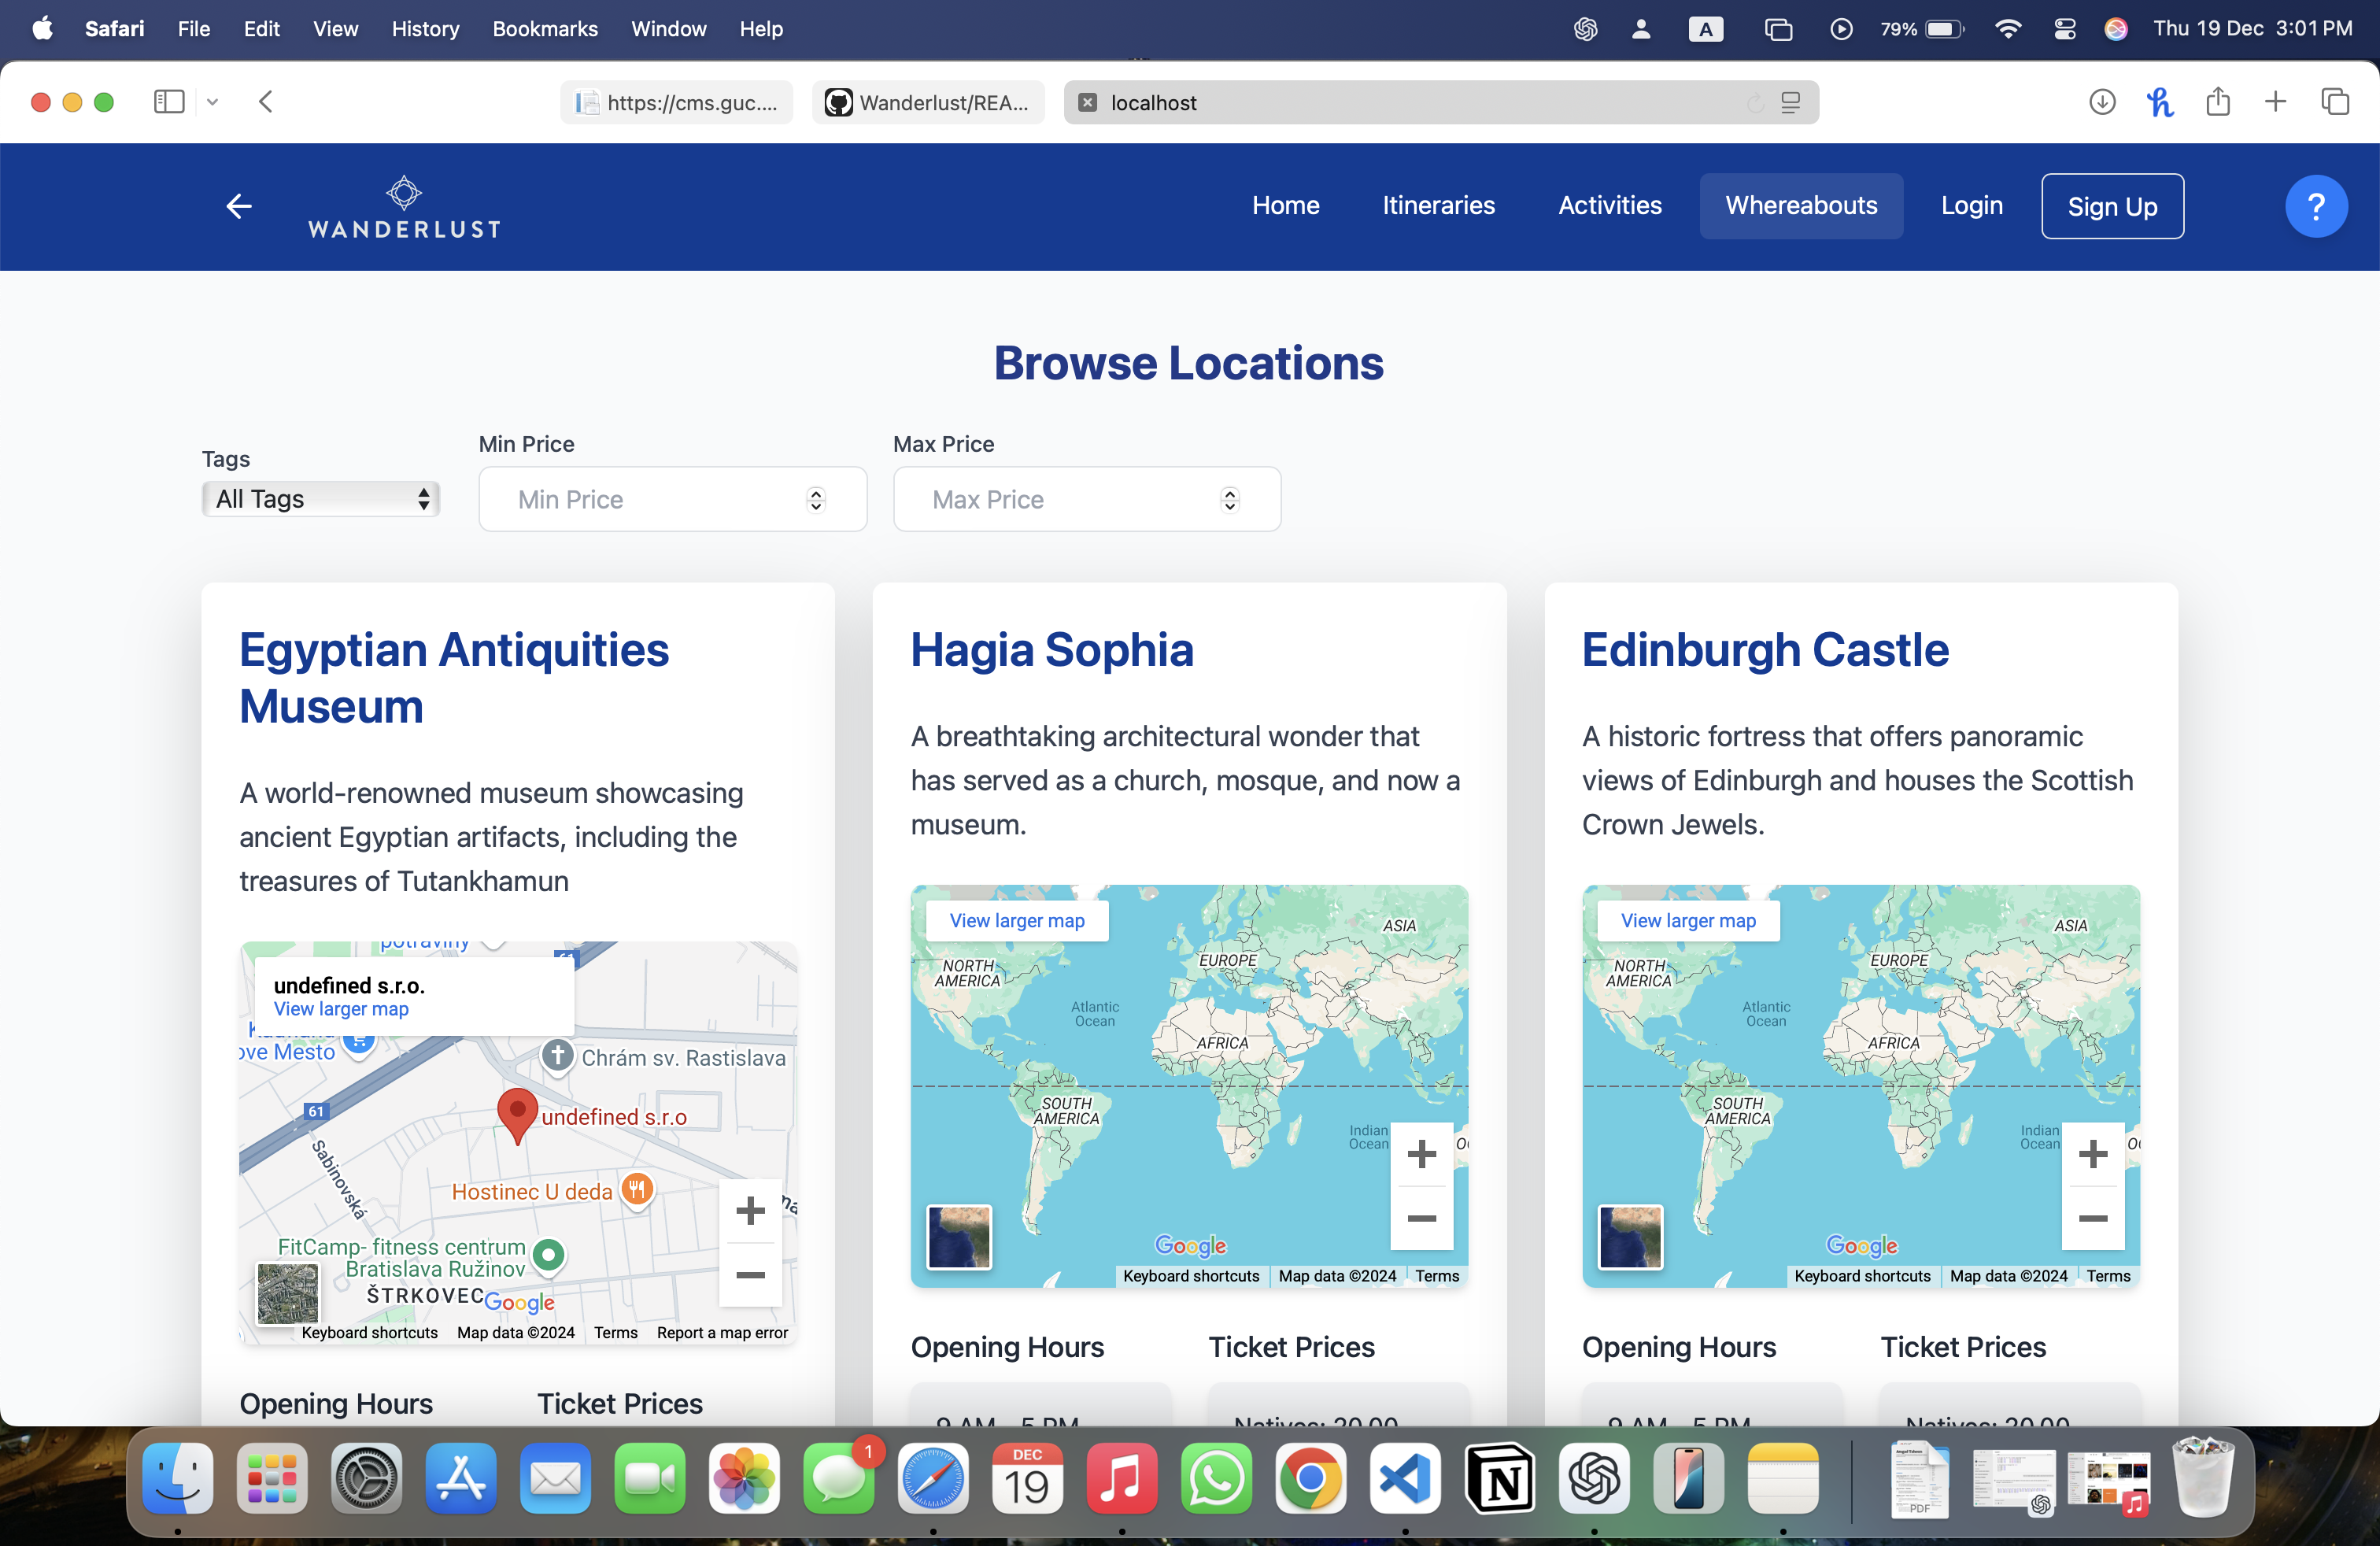 Safari File Edit View History Bookmarks Window Help
A 79% Thu 19 Dec 3:01 PM
https://cms.guc.... Wanderlust/REA... localhost
WANDERLUST
Home Itineraries Activities Whereabouts Login Sign Up ?
Browse Locations
Tags
All Tags
Min Price
Min Price
Max Price
Max Price
Egyptian Antiquities
Museum
A world-renowned museum showcasing
ancient Egyptian artifacts, including the
treasures of Tutankhamun
potraviny
61
undefined s.r.o.
View larger map
ove Mesto
Chrám sv. Rastislava
61
undefined s.r.o
Sabinovská
Hostinec U deda
FitCamp- fitness centrum
Bratislava Ružinov
ŠTRKOVEC
Google
Keyboard shortcuts Map data ©2024 Terms Report a map error
Opening Hours Ticket Prices
Hagia Sophia
A breathtaking architectural wonder that
has served as a church, mosque, and now a
museum.
View larger map
ASIA
EUROPE
NORTH
AMERICA
Atlantic
Ocean
AFRICA
SOUTH
AMERICA
Indian
Ocean
Google
Keyboard shortcuts Map data ©2024 Terms
Opening Hours Ticket Prices
9 AM - 5 PM Natives: 20.00
Edinburgh Castle
A historic fortress that offers panoramic
views of Edinburgh and houses the Scottish
Crown Jewels.
View larger map
ASIA
EUROPE
NORTH
AMERICA
Atlantic
Ocean
AFRICA
SOUTH
AMERICA
Indian
Ocean
Google
Keyboard shortcuts Map data ©2024 Terms
Opening Hours Ticket Prices
9 AM - 5 PM Natives: 20.00
1
DEC
19
N
PDF